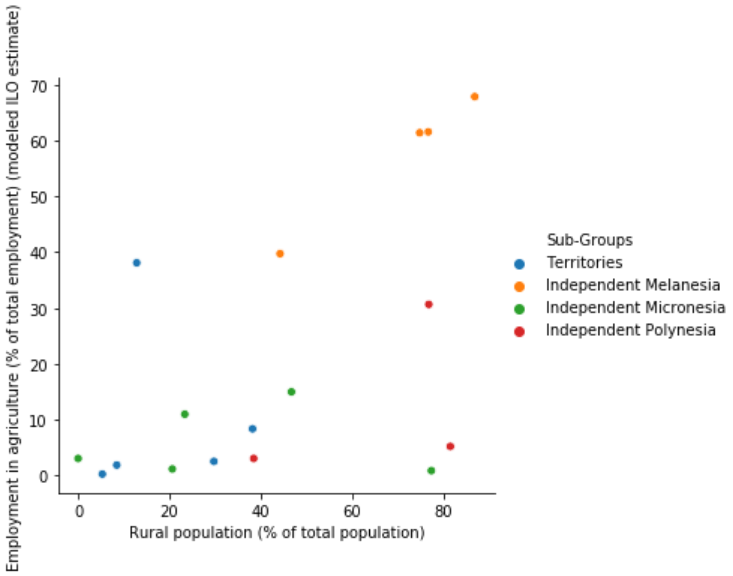 Employment in agriculture (% of total employment) (modeled ILO estimate)
70
60
50
40
30
20
10
0
0 20 40 60 80
Rural population (% of total population)
Sub-Groups
Territories
Independent Melanesia
Independent Micronesia
Independent Polynesia